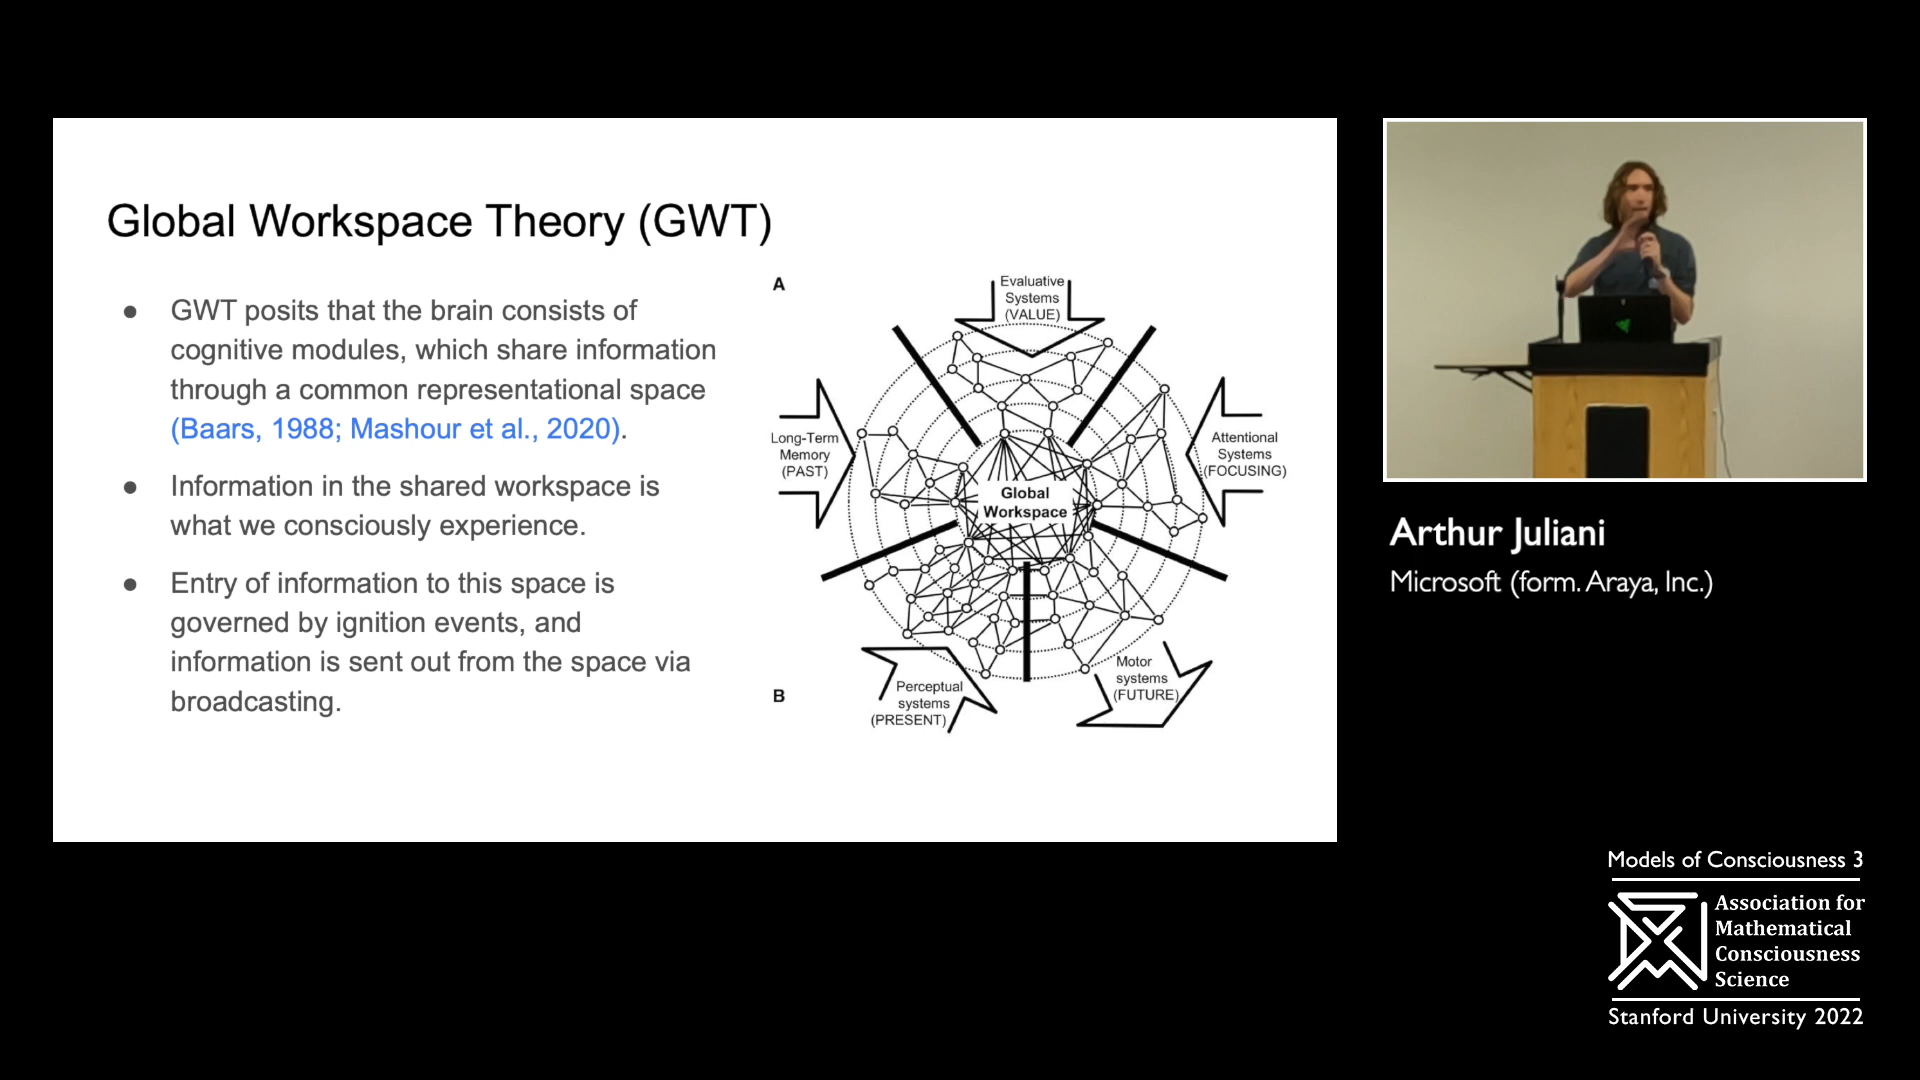 Global Workspace Theory (GWT)
● GWT posits that the brain consists of
cognitive modules, which share information
through a common representational space
(Baars, 1988; Mashour et al., 2020).
● Information in the shared workspace is
what we consciously experience.
● Entry of information to this space is
governed by ignition events, and
information is sent out from the space via
broadcasting.
A
Evaluative
Systems
(VALUE)
Long-Term
Memory
(PAST)
Attentional
Systems
(FOCUSING)
Global
Workspace
B
Perceptual
systems
(PRESENT)
Motor
systems
(FUTURE)
Arthur Juliani
Microsoft (form. Araya, Inc.)
Models of Consciousness 3
Association for
Mathematical
Consciousness
Science
Stanford University 2022